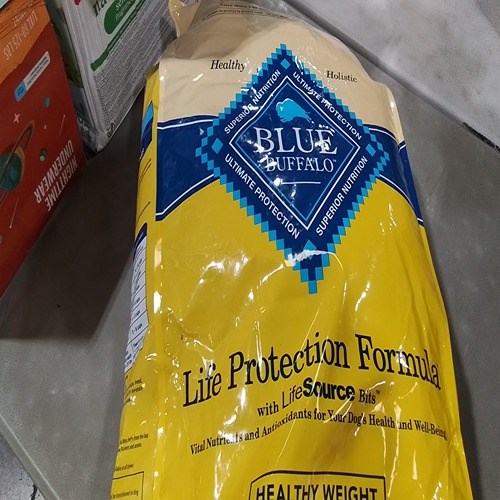 Healthy
Holistic
SUPERIOR NUTRITION
ULTIMATE PROTECTION
BLUE
BUFFALO
ULTIMATE PROTECTION
SUPERIOR NUTRITION
Life Protection Formula
with LifeSource Bits™
Vital Nutrients and Antioxidants for Your Dog's Health and Well-Being
HEALTHY WEIGHT
NIGHTTIME
UNDERWEAR